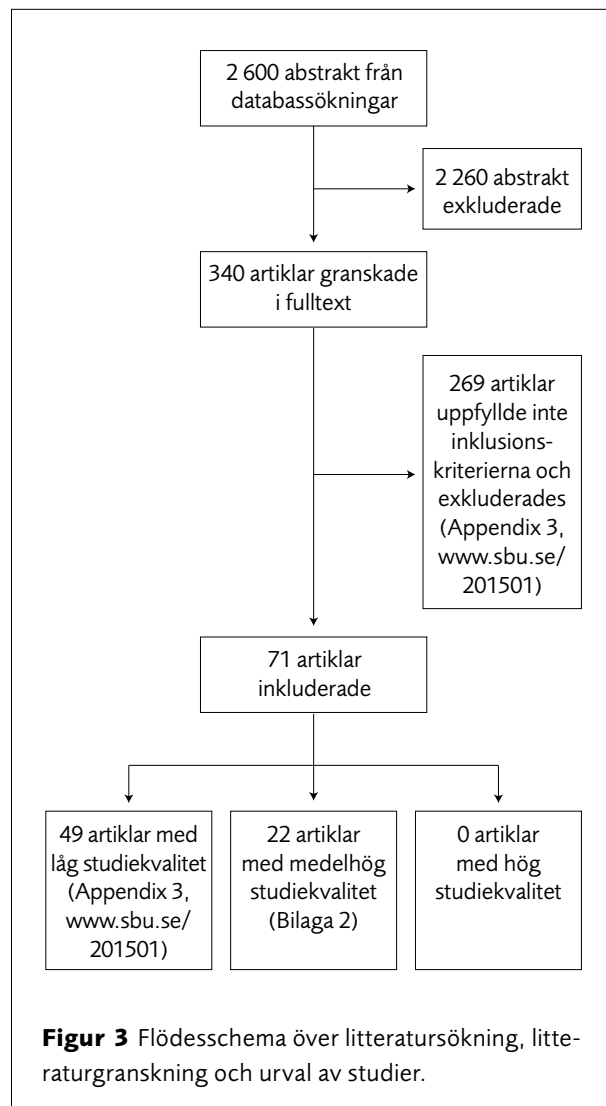 2 600 abstrakt från
databassökningar
2 260 abstrakt
exkluderade
340 artiklar granskade
i fulltext
269 artiklar
uppfyllde inte
inklusions-
kriterierna och
exkluderades
(Appendix 3,
www.sbu.se/
201501)
71 artiklar
inkluderade
49 artiklar med
låg studiekvalitet
(Appendix 3,
www.sbu.se/
201501)
22 artiklar
med medelhög
studiekvalitet
(Bilaga 2)
0 artiklar
med hög
studiekvalitet
Figur 3 Flödesschema över litteratursökning, litte-
raturgranskning och urval av studier.